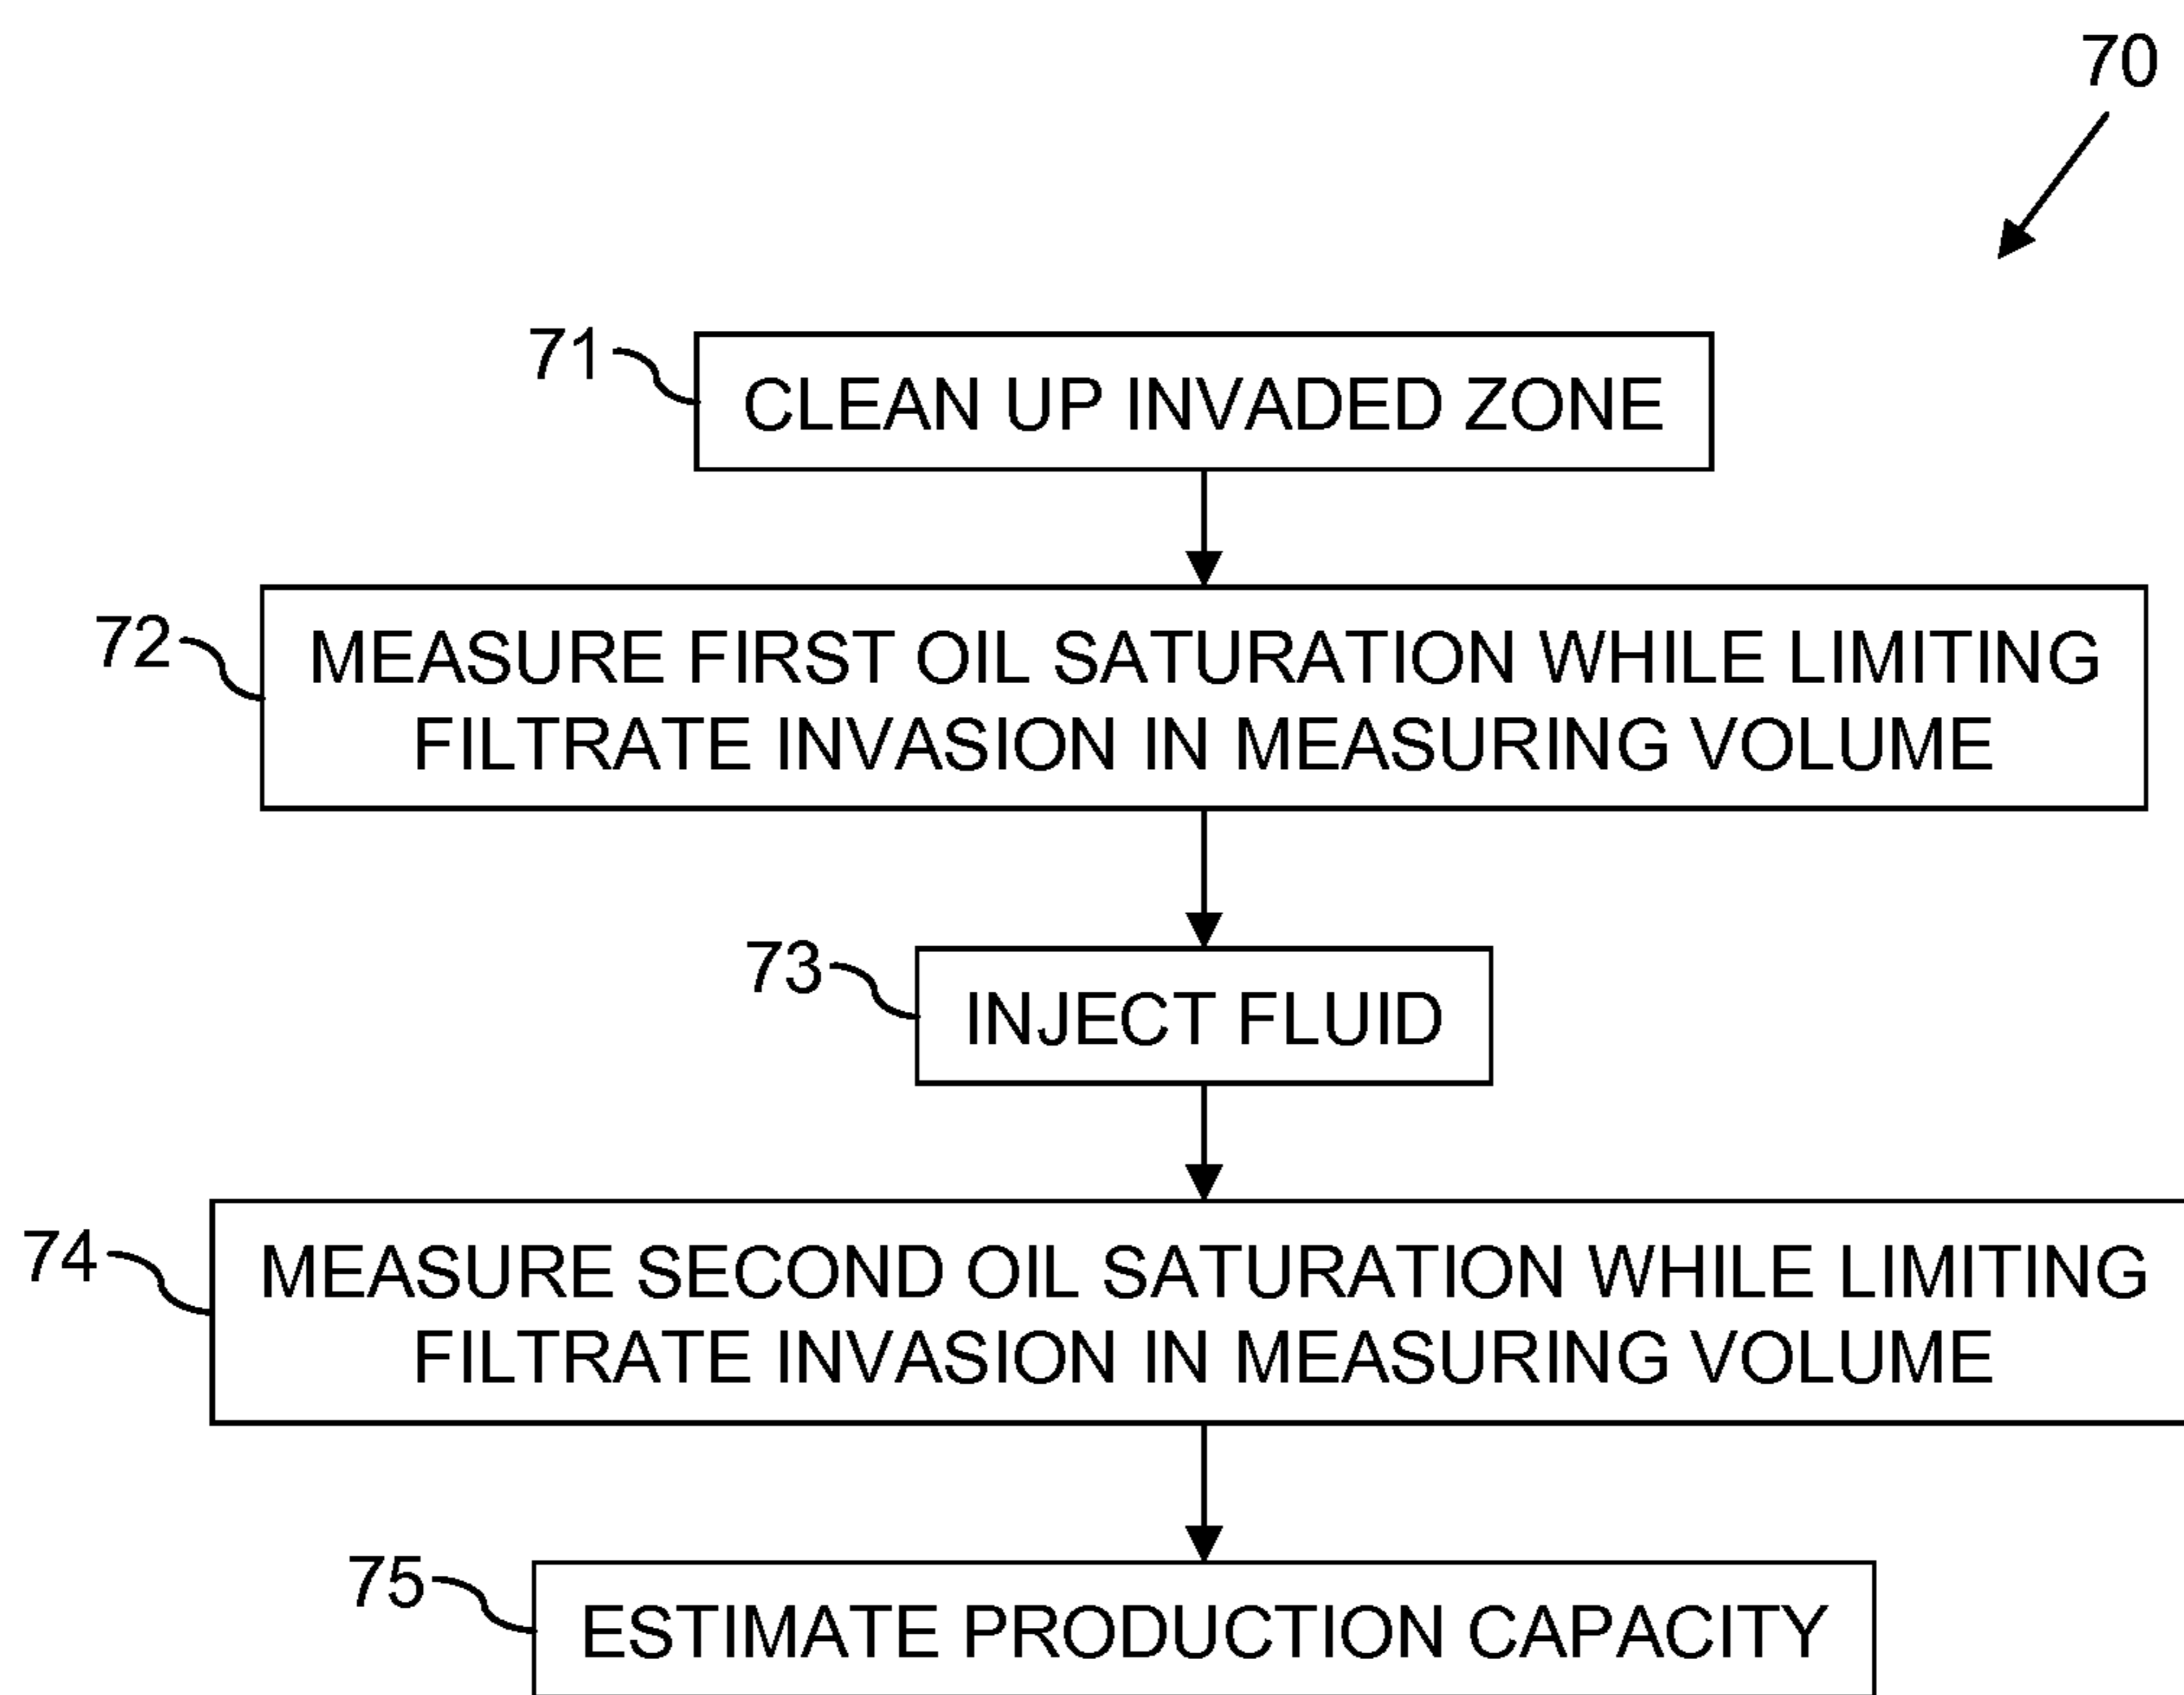 70
71
CLEAN UP INVADED ZONE
72
MEASURE FIRST OIL SATURATION WHILE LIMITING
FILTRATE INVASION IN MEASURING VOLUME
73
INJECT FLUID
74
MEASURE SECOND OIL SATURATION WHILE LIMITING
FILTRATE INVASION IN MEASURING VOLUME
75
ESTIMATE PRODUCTION CAPACITY